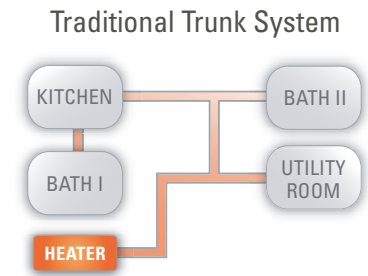 Traditional Trunk System
KITCHEN
BATH II
BATH I
UTILITY
ROOM
HEATER